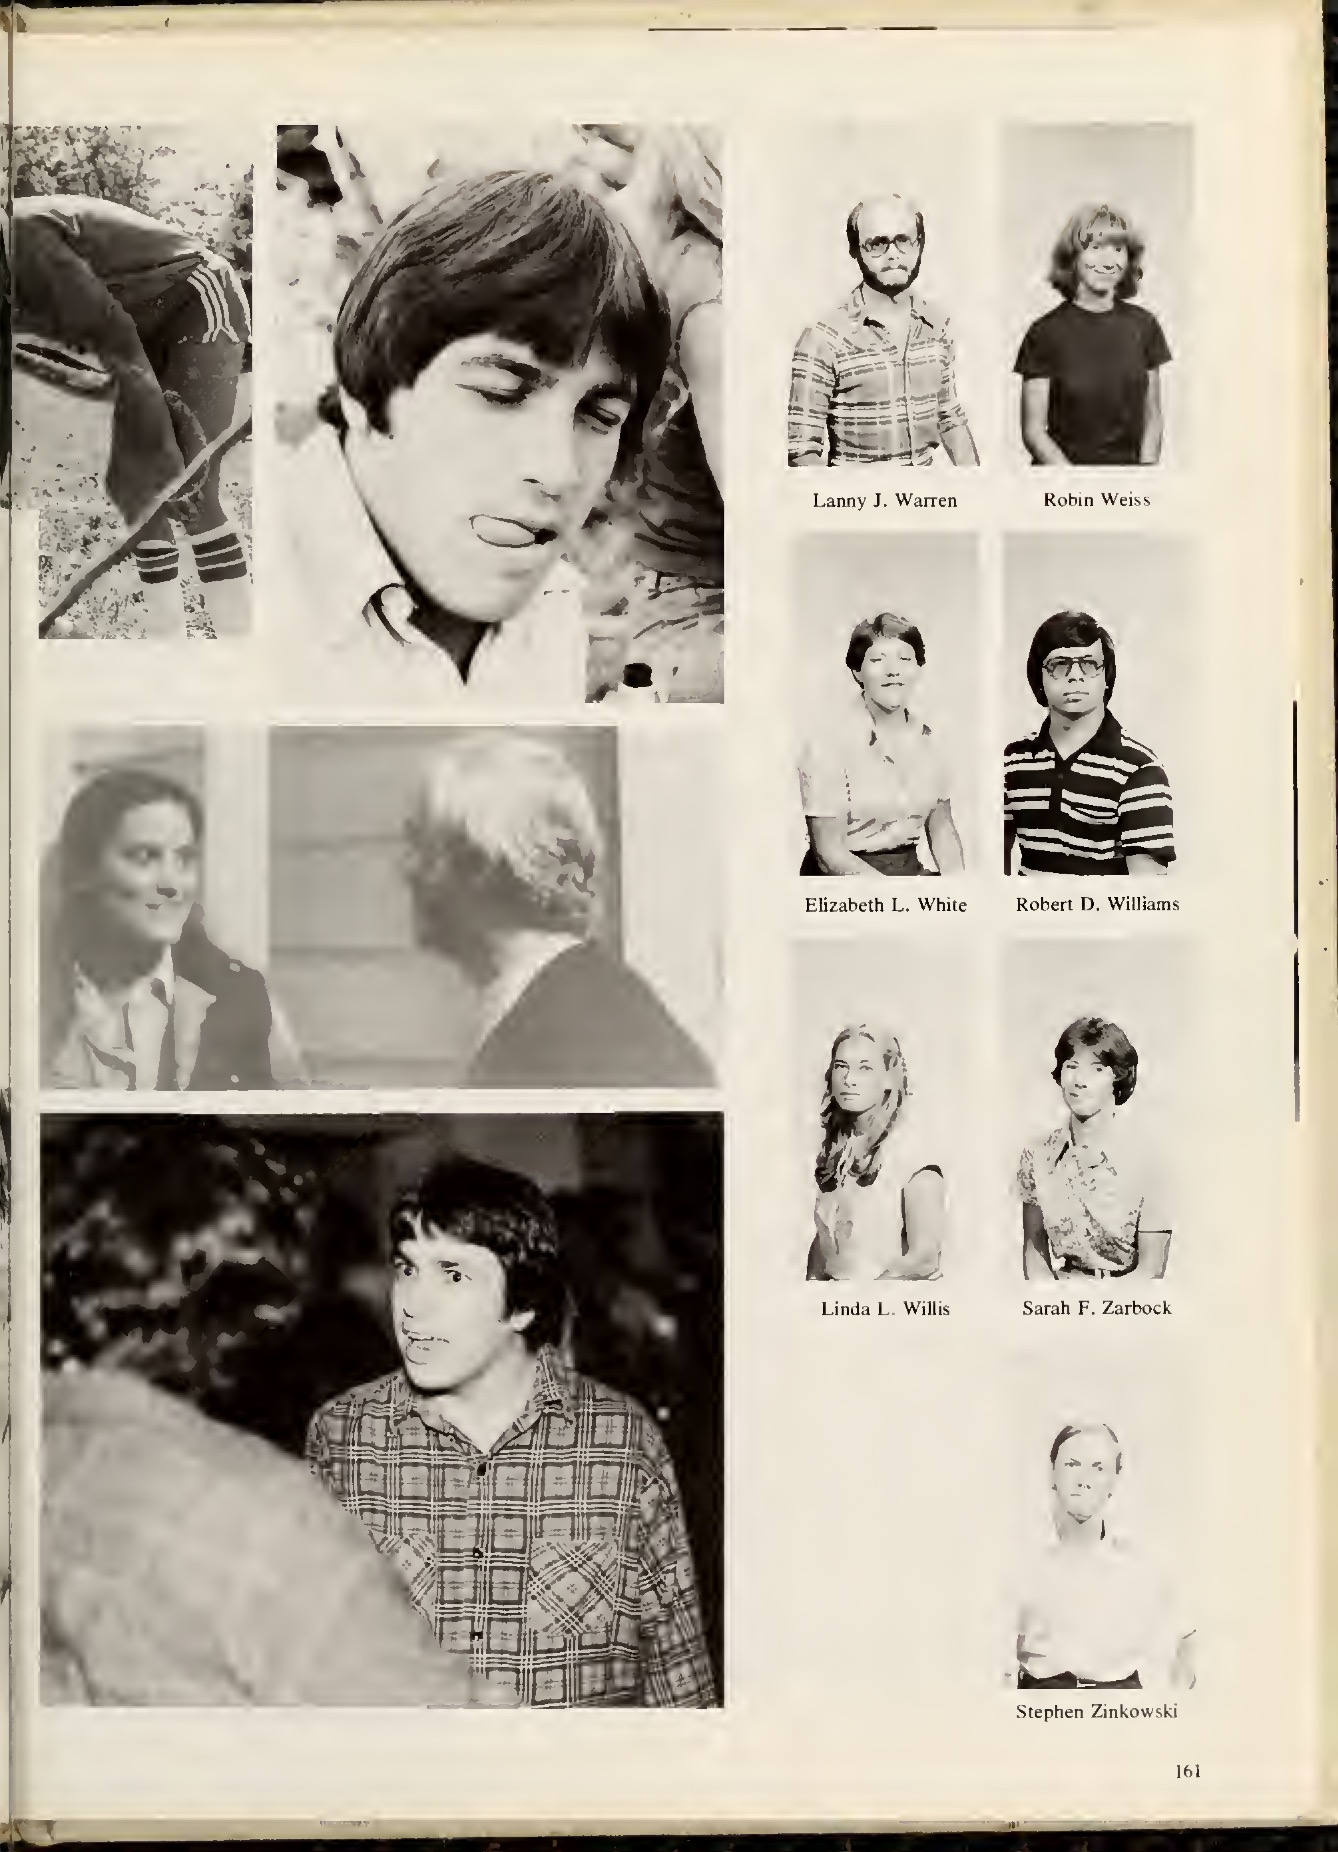 Lanny J. Warren
Robin Weiss
Elizabeth L. White
Robert D. Williams
Linda L. Willis
Sarah F. Zarbock
Stephen Zinkowski
161